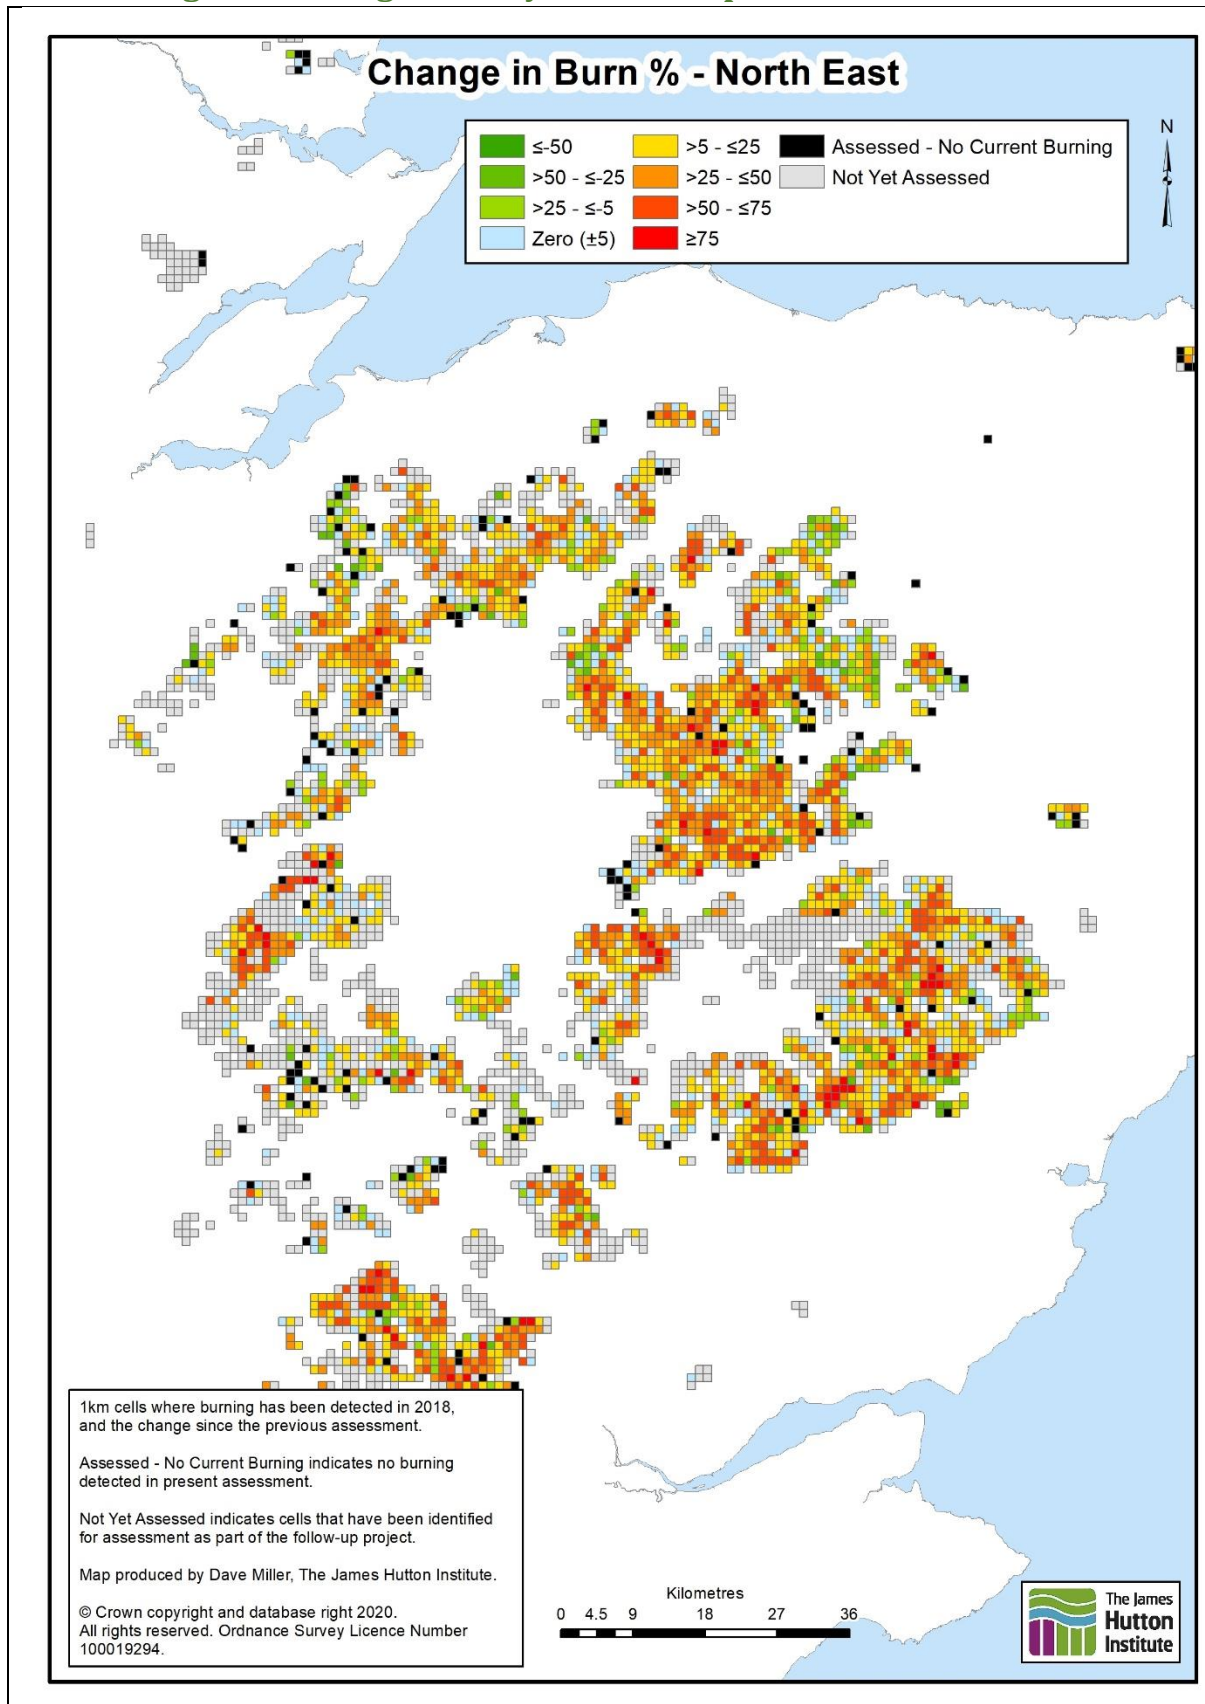 Change in Burn % - North East
≤-50
>50 - ≤-25
>25 - ≤-5
Zero (±5)
>5 - ≤25
>25 - ≤50
>50 - ≤75
≥75
Assessed - No Current Burning
Not Yet Assessed
N
1km cells where burning has been detected in 2018,
and the change since the previous assessment.
Assessed - No Current Burning indicates no burning
detected in present assessment.
Not Yet Assessed indicates cells that have been identified
for assessment as part of the follow-up project.
Map produced by Dave Miller, The James Hutton Institute.
© Crown copyright and database right 2020.
All rights reserved. Ordnance Survey Licence Number
100019294.
Kilometres
0 4.5 9 18 27 36
The James
Hutton
Institute